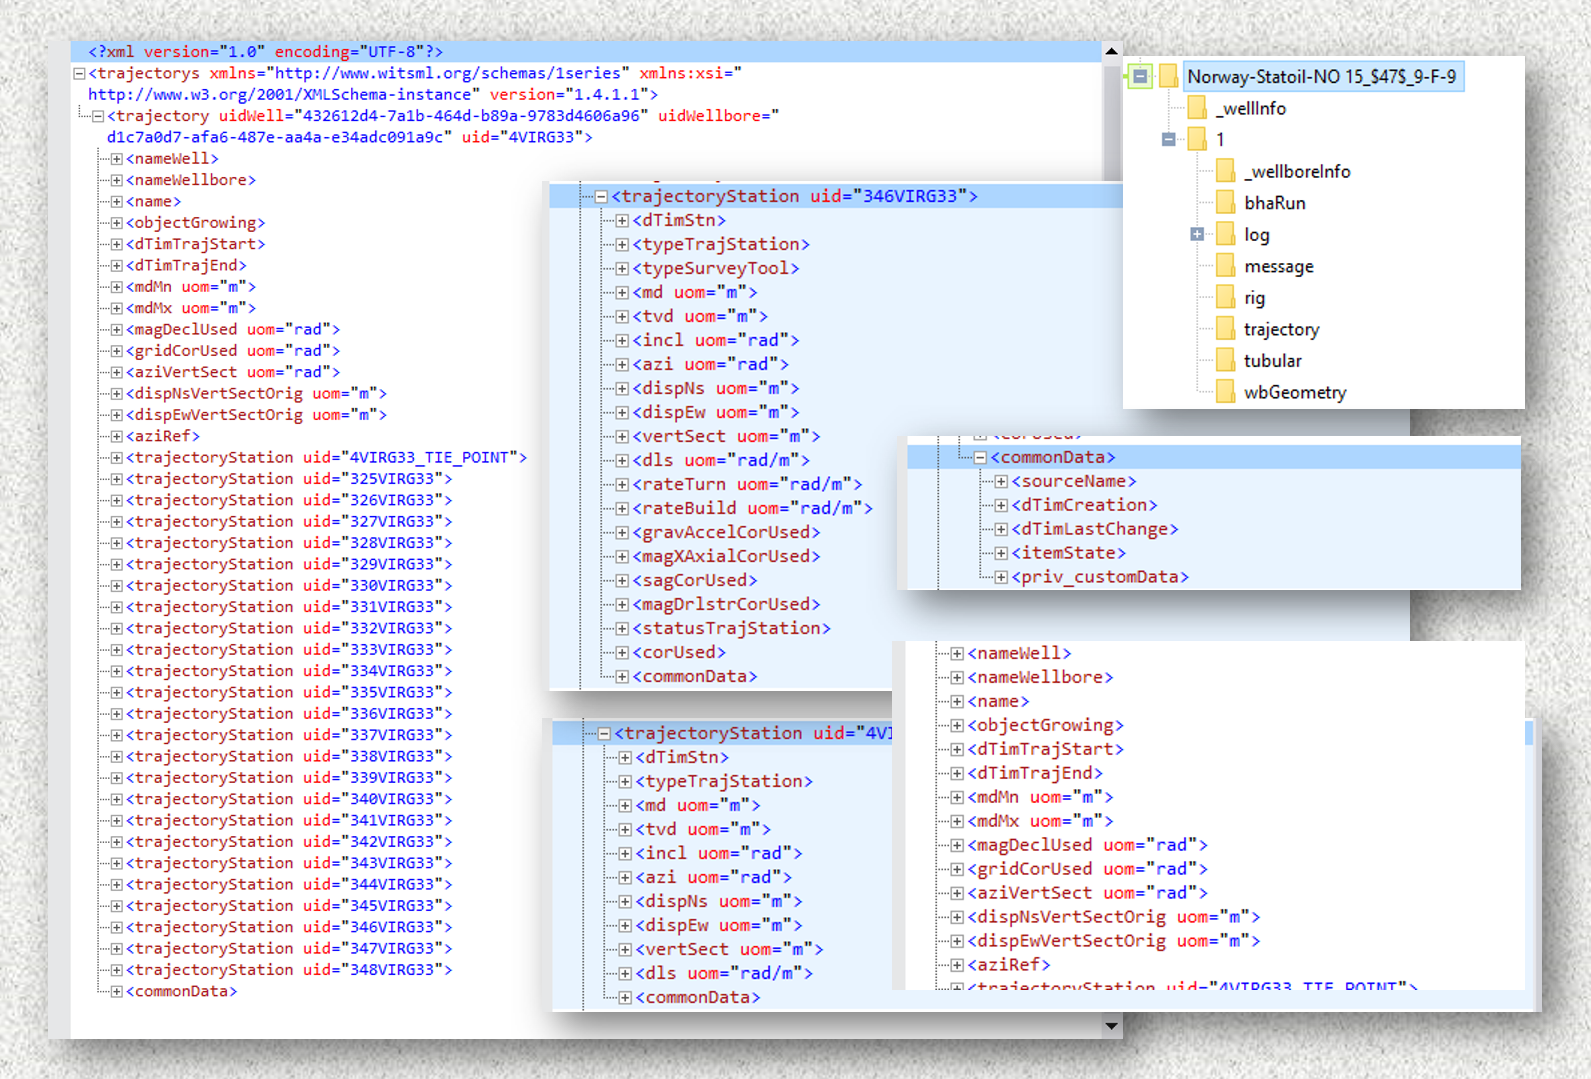 <?xml version="1.0" encoding="UTF-8"?>
<trajectorys xmlns="http://www.witsml.org/schemas/1series" xmlns:xsi="
http://www.w3.org/2001/XMLSchema-instance" version="1.4.1.1">
<trajectory uidWell="432612d4-7a1b-464d-b89a-9783d4606a96" uidWellbore="
d1c7a0d7-afa6-487e-aa4a-e34adc091a9c" uid="4VIRG33">
<nameWell>
<nameWellbore>
<name>
<objectGrowing>
<dTimTrajStart>
<dTimTrajEnd>
<mdMn uom="m">
<mdMx uom="m">
<magDeclUsed uom="rad">
<gridCorUsed uom="rad">
<aziVertSect uom="rad">
<dispNsVertSectOrig uom="m">
<dispEwVertSectOrig uom="m">
<aziRef>
<trajectoryStation uid="4VIRG33_TIE_POINT">
<trajectoryStation uid="325VIRG33">
<trajectoryStation uid="326VIRG33">
<trajectoryStation uid="327VIRG33">
<trajectoryStation uid="328VIRG33">
<trajectoryStation uid="329VIRG33">
<trajectoryStation uid="330VIRG33">
<trajectoryStation uid="331VIRG33">
<trajectoryStation uid="332VIRG33">
<trajectoryStation uid="333VIRG33">
<trajectoryStation uid="334VIRG33">
<trajectoryStation uid="335VIRG33">
<trajectoryStation uid="336VIRG33">
<trajectoryStation uid="337VIRG33">
<trajectoryStation uid="338VIRG33">
<trajectoryStation uid="339VIRG33">
<trajectoryStation uid="340VIRG33">
<trajectoryStation uid="341VIRG33">
<trajectoryStation uid="342VIRG33">
<trajectoryStation uid="343VIRG33">
<trajectoryStation uid="344VIRG33">
<trajectoryStation uid="345VIRG33">
<trajectoryStation uid="346VIRG33">
<trajectoryStation uid="347VIRG33">
<trajectoryStation uid="348VIRG33">
<commonData>
<trajectoryStation uid="346VIRG33">
<dTimStn>
<typeTrajStation>
<typeSurveyTool>
<md uom="m">
<tvd uom="m">
<incl uom="rad">
<azi uom="rad">
<dispNs uom="m">
<dispEw uom="m">
<vertSect uom="m">
<dls uom="rad/m">
<rateTurn uom="rad/m">
<rateBuild uom="rad/m">
<gravAccelCorUsed>
<magXAxialCorUsed>
<sagCorUsed>
<magDrlstrCorUsed>
<statusTrajStation>
<corUsed>
<commonData>
<trajectoryStation uid="4VI
<dTimStn>
<typeTrajStation>
<md uom="m">
<tvd uom="m">
<incl uom="rad">
<azi uom="rad">
<dispNs uom="m">
<dispEw uom="m">
<vertSect uom="m">
<dls uom="rad/m">
<commonData>
Norway-Statoil-NO 15_$47$_9-F-9
_wellInfo
1
_wellboreInfo
bhaRun
log
message
rig
trajectory
tubular
wbGeometry
<corUsed>
<commonData>
<sourceName>
<dTimCreation>
<dTimLastChange>
<itemState>
<priv_customData>
<nameWell>
<nameWellbore>
<name>
<objectGrowing>
<dTimTrajStart>
<dTimTrajEnd>
<mdMn uom="m">
<mdMx uom="m">
<magDeclUsed uom="rad">
<gridCorUsed uom="rad">
<aziVertSect uom="rad">
<dispNsVertSectOrig uom="m">
<dispEwVertSectOrig uom="m">
<aziRef>
<trajectoryStation uid="4VIRG33_TIE_POINT">